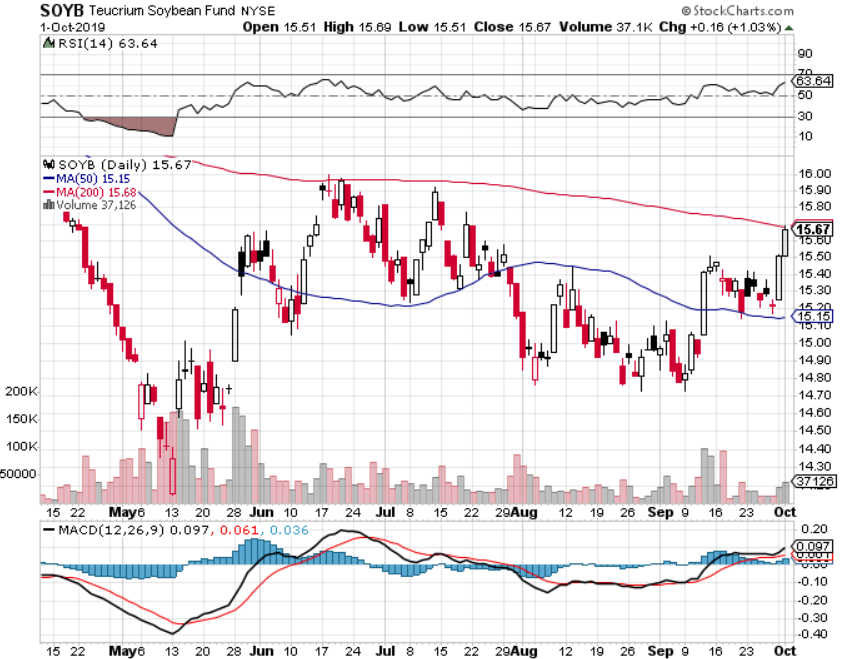 SOYB Teucrium Soybean Fund NYSE © StockCharts.com
1-Oct-2019 Open 15.51 High 15.69 Low 15.51 Close 15.67 Volume 37.1K Chg +0.16 (+1.03%)
RSI(14) 63.64
90
70
63.64
50
30
10
SOYB (Daily) 15.67
MA(50) 15.15
MA(200) 15.68
Volume 37,126
16.00
15.90
15.80
15.67
15.60
15.50
15.40
15.30
15.20
15.15
15.10
15.00
14.90
14.80
200K
14.70
14.60
150K
14.50
14.40
100K
14.30
50000
37126
15 22 May 6 13 20 28 Jun 10 17 24 Jul 8 15 22 29 Aug 12 19 26 Sep 9 16 23 Oct
MACD(12,26,9) 0.097, 0.061, 0.036
0.20
0.097
-0.10
-0.20
-0.30
-0.40
15 22 May 6 13 20 28 Jun 10 17 24 Jul 8 15 22 29 Aug 12 19 26 Sep 9 16 23 Oct